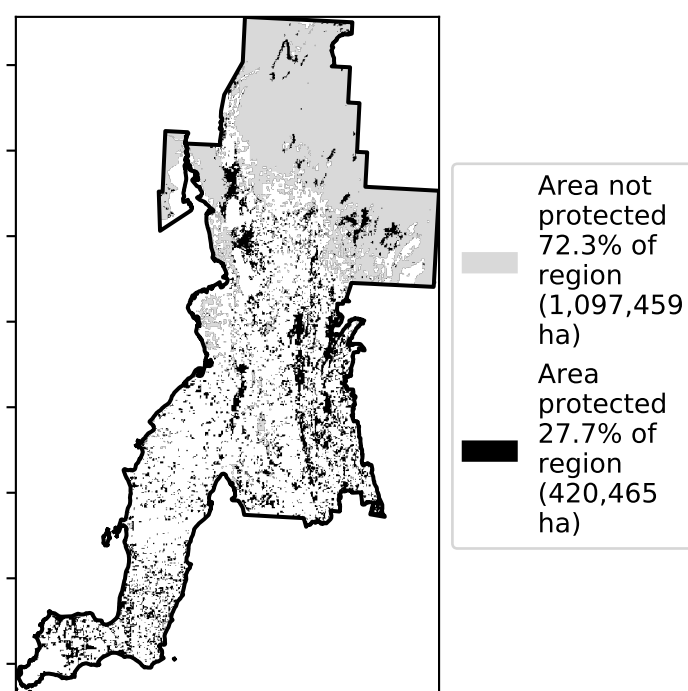 Area not
protected
72.3% of
region
(1,097,459
ha)
Area
protected
27.7% of
region
(420,465
ha)